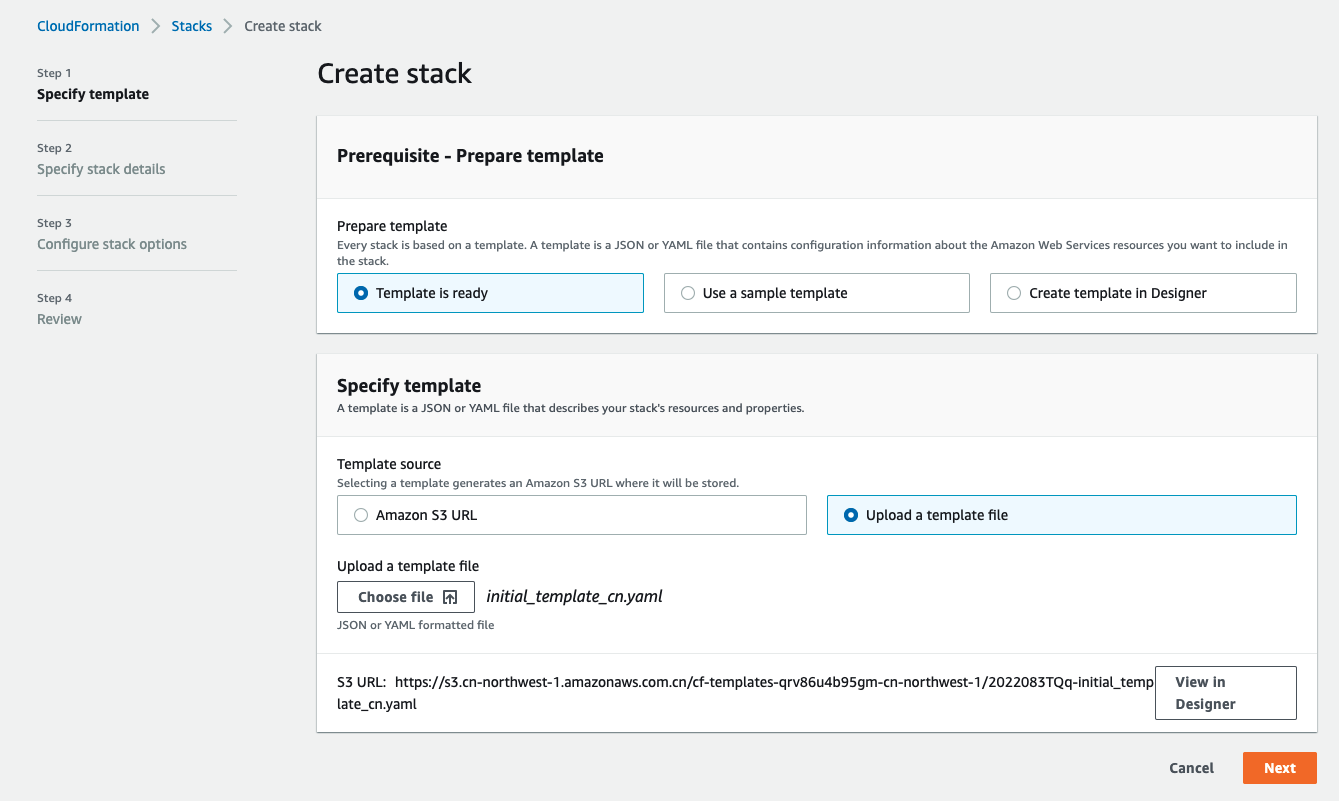 CloudFormation > Stacks > Create stack
Step 1
Specify template
Step 2
Specify stack details
Step 3
Configure stack options
Step 4
Review
Create stack
Prerequisite - Prepare template
Prepare template
Every stack is based on a template. A template is a JSON or YAML file that contains configuration information about the Amazon Web Services resources you want to include in
the stack.
Template is ready
Use a sample template
Create template in Designer
Specify template
A template is a JSON or YAML file that describes your stack's resources and properties.
Template source
Selecting a template generates an Amazon S3 URL where it will be stored.
Amazon S3 URL
Upload a template file
Upload a template file
Choose file initial_template_cn.yaml
JSON or YAML formatted file
S3 URL: https://s3.cn-northwest-1.amazonaws.com.cn/cf-templates-qrv86u4b95gm-cn-northwest-1/2022083TQq-initial_temp
late_cn.yaml
View in
Designer
Cancel
Next